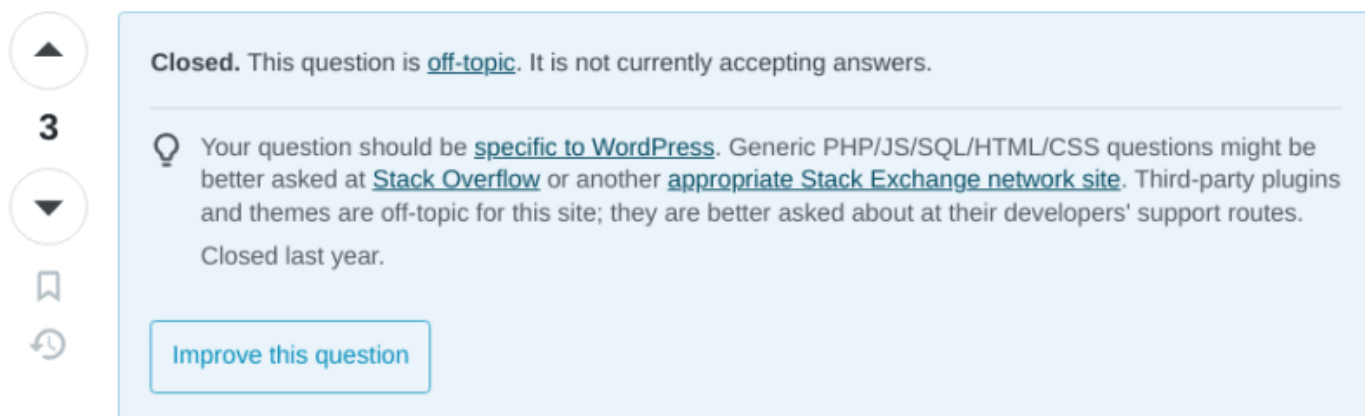 Closed. This question is off-topic. It is not currently accepting answers.
3
Your question should be specific to WordPress. Generic PHP/JS/SQL/HTML/CSS questions might be
better asked at Stack Overflow or another appropriate Stack Exchange network site. Third-party plugins
and themes are off-topic for this site; they are better asked about at their developers' support routes.
Closed last year.
Improve this question